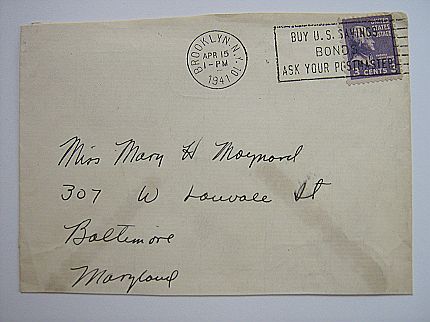 BROOKLYN, N.Y. 10
APR 15
1-PM
1941
BUY U.S. SAVINGS
BONDS
ASK YOUR POSTMASTER
UNITED STATES
POSTAGE
3 CENTS 3
Miss Mary H Maynard
307 W Lanvale St
Baltimore
Maryland